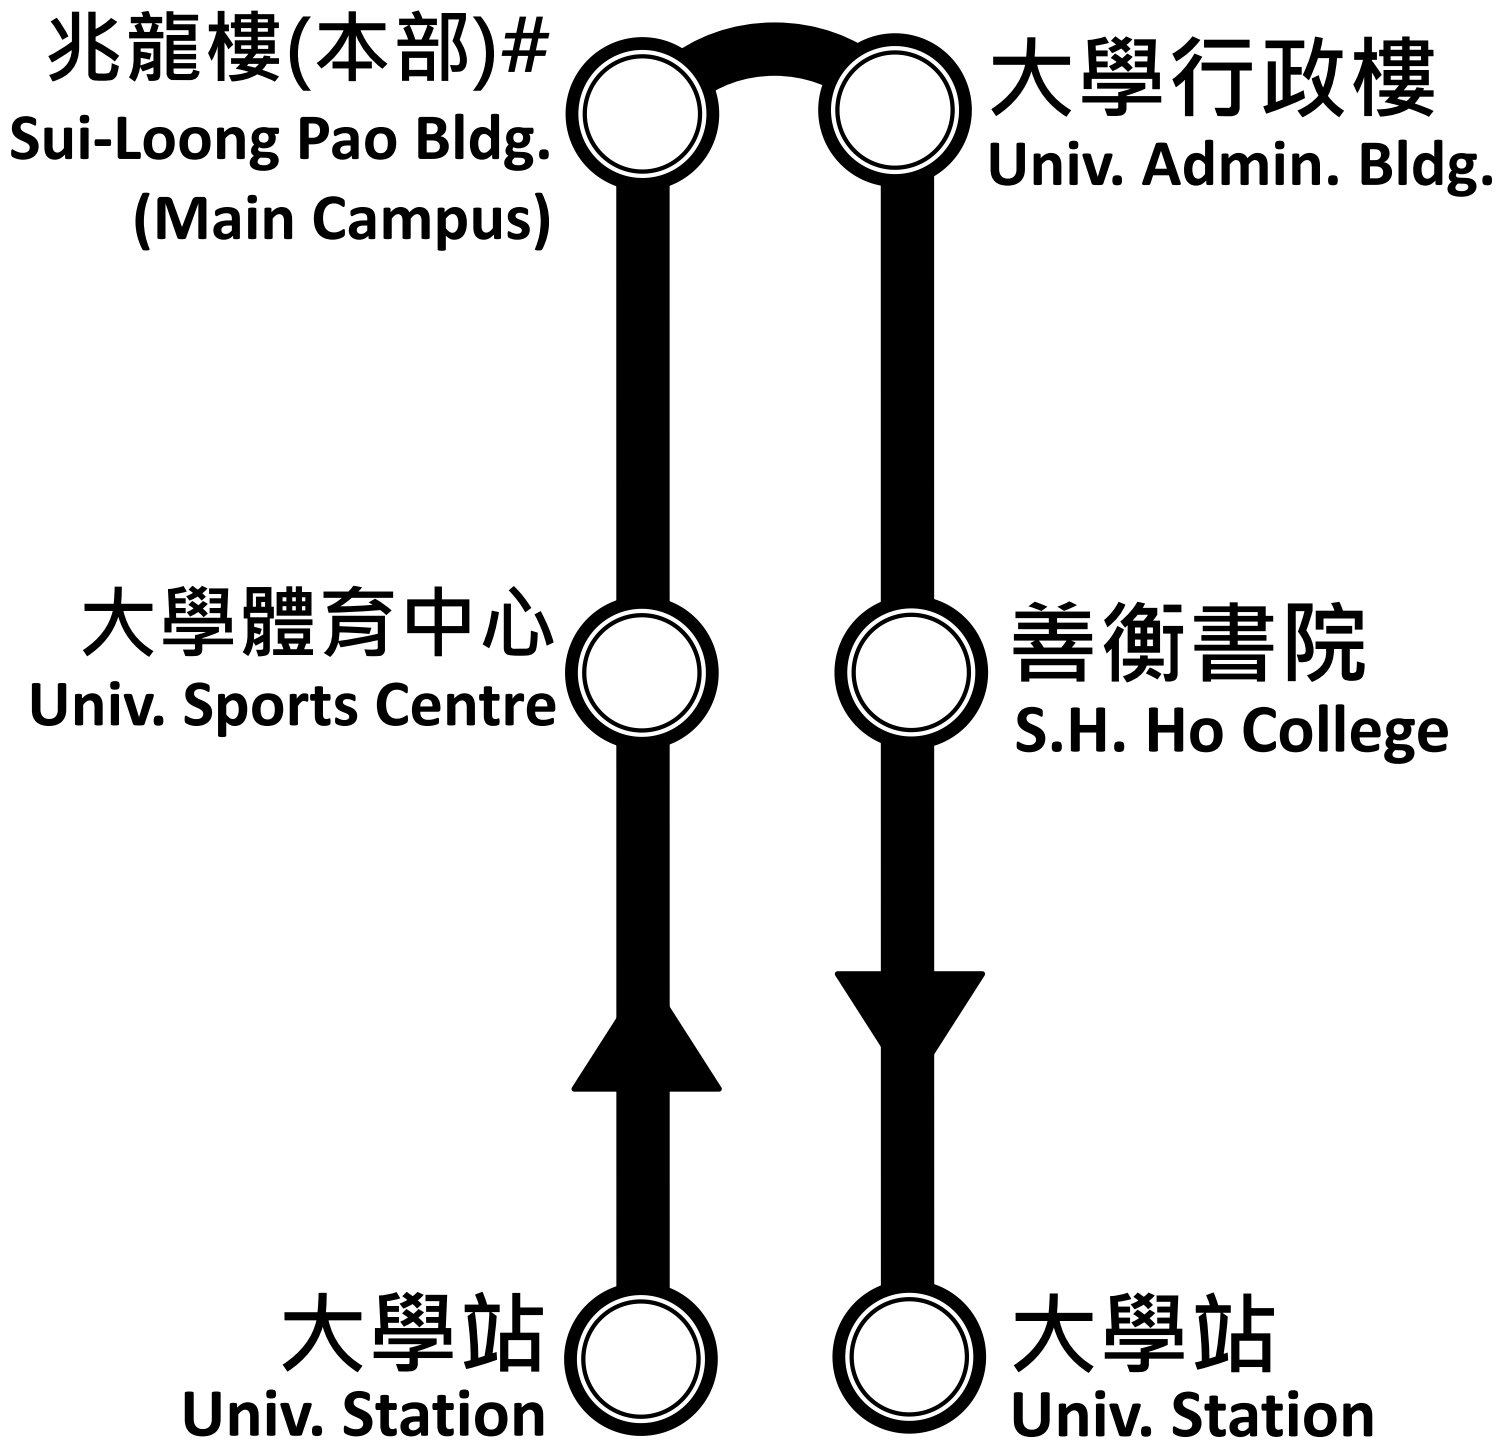 兆龍樓(本部)#
Sui-Loong Pao Bldg.
(Main Campus)
大學行政樓
Univ. Admin. Bldg.
大學體育中心
Univ. Sports Centre
善衡書院
S.H. Ho College
大學站
Univ. Station
大學站
Univ. Station